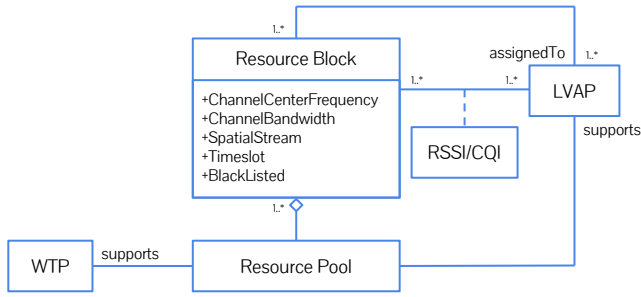 1..*
Resource Block
assignedTo
1..*
+ChannelCenterFrequency
+ChannelBandwidth
+SpatialStream
+Timeslot
+BlackListed
1..*
1..*
LVAP
RSSI/CQI
supports
1..*
WTP
supports
Resource Pool